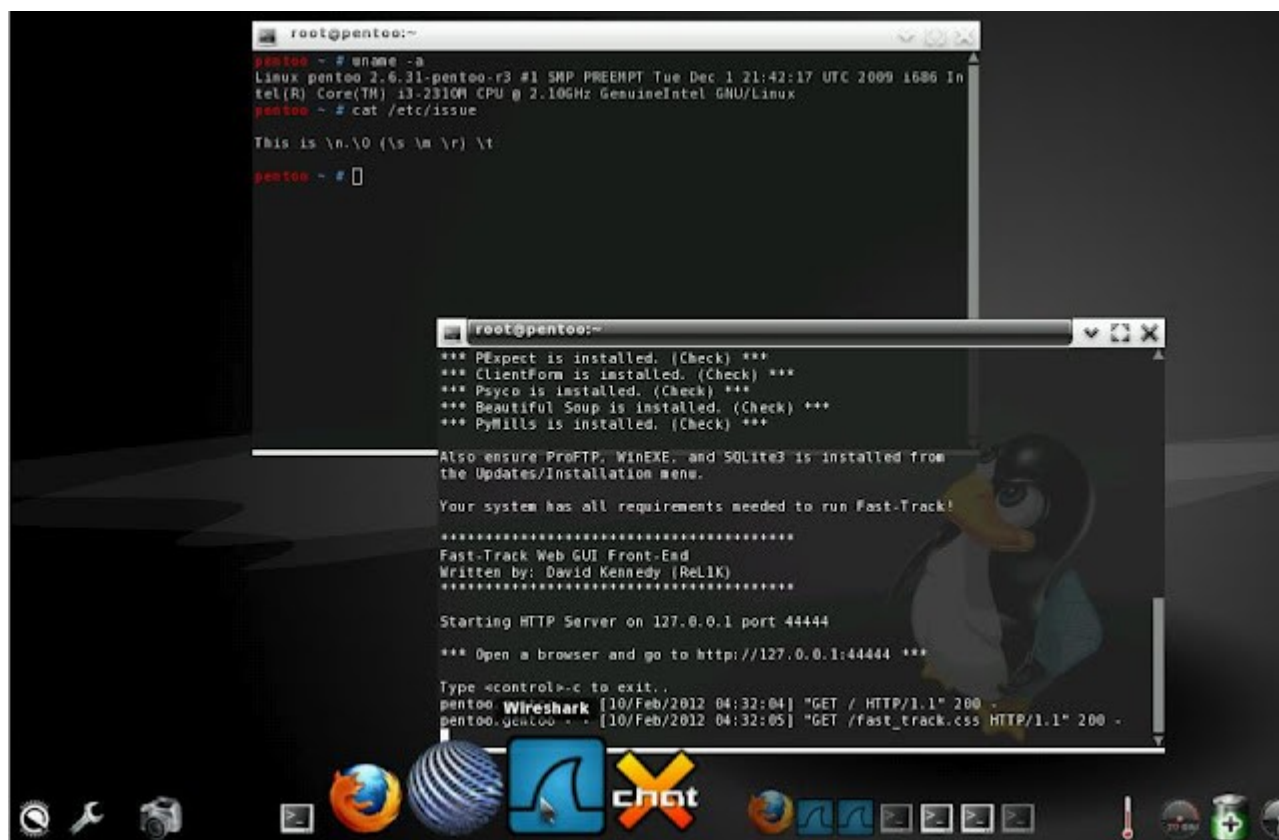 root@pentoo:~
pentoo ~ # uname -a
Linux pentoo 2.6.31-pentoo-r3 #1 SMP PREEMPT Tue Dec 1 21:42:17 UTC 2009 i686 In
tel(R) Core(TM) i3-2310M CPU @ 2.10GHz GenuineIntel GNU/Linux
pentoo ~ # cat /etc/issue
This is \n.\O (\s \m \r) \t
pentoo ~ #
root@pentoo:~
*** PExpect is installed. (Check) ***
*** ClientForm is installed. (Check) ***
*** Psyco is installed. (Check) ***
*** Beautiful Soup is installed. (Check) ***
*** PyMills is installed. (Check) ***
Also ensure ProFTP, WinEXE, and SQLite3 is installed from
the Updates/Installation menu.
Your system has all requirements needed to run Fast-Track!
****************************************
Fast-Track Web GUI Front-End
Written by: David Kennedy (ReL1K)
****************************************
Starting HTTP Server on 127.0.0.1 port 44444
*** Open a browser and go to http://127.0.0.1:44444 ***
Type <control>-c to exit..
pentoo. [10/Feb/2012 04:32:04] "GET / HTTP/1.1" 200 -
pentoo.gentoo - - [10/Feb/2012 04:32:05] "GET /fast_track.css HTTP/1.1" 200 -
Wireshark
X chat